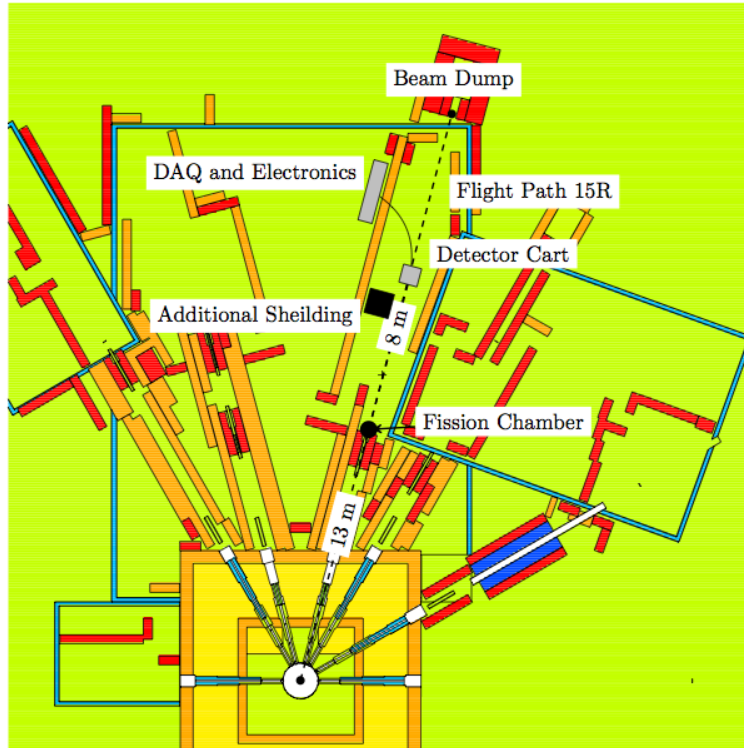 Beam Dump
DAQ and Electronics
Flight Path 15R
Detector Cart
Additional Sheilding
8 m
Fission Chamber
13 m